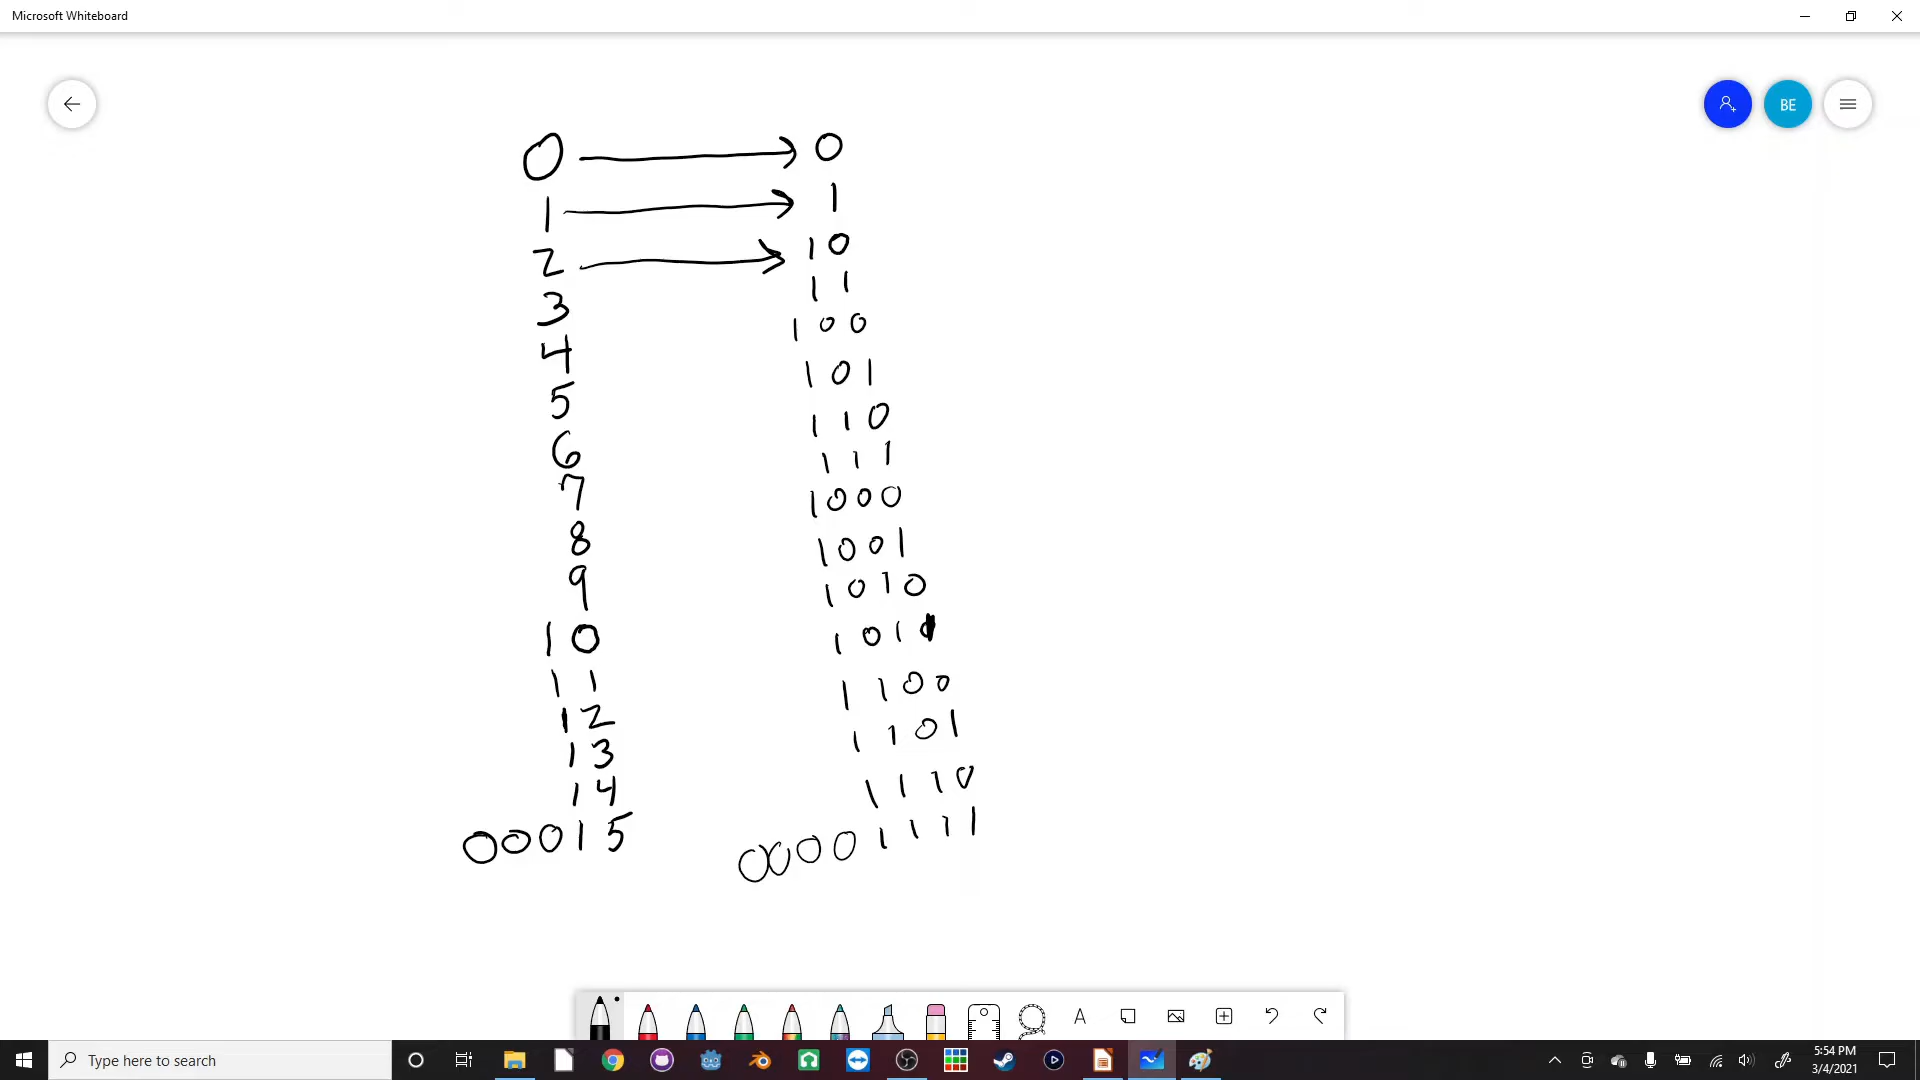 Microsoft Whiteboard
BE
0 → 0
1 → 1
2 → 10
3 11
4 100
5 101
6 110
7 111
8 1000
9 1001
10 1010
11 1011
12 1100
13 1101
14 1110
00015 00001111
A
Type here to search
5:54 PM
3/4/2021